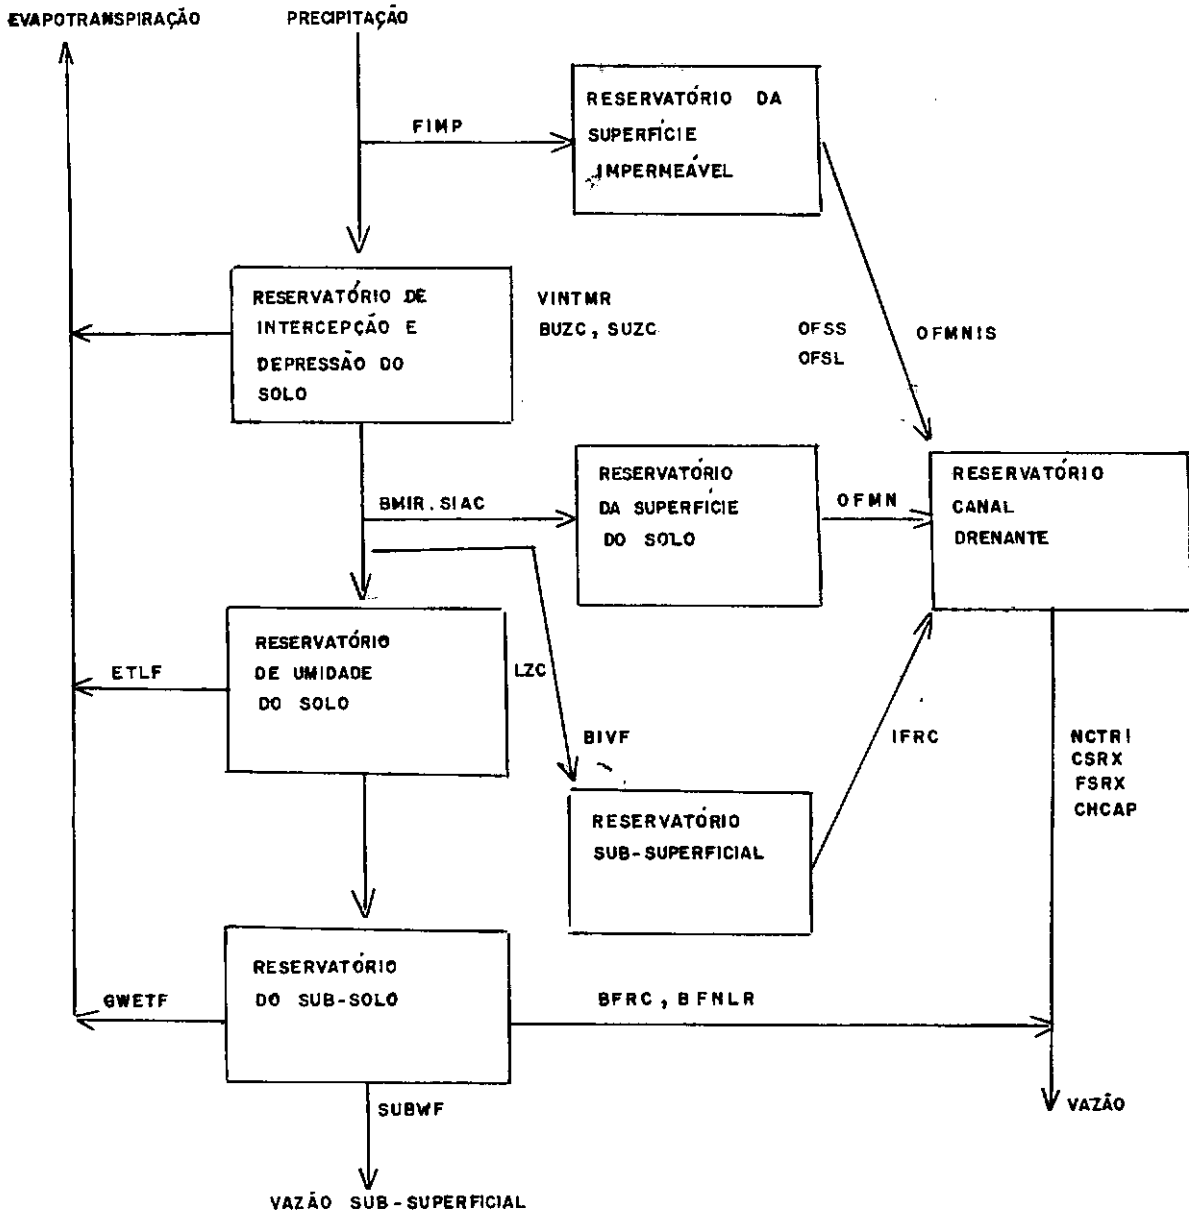 EVAPOTRANSPIRAÇÃO
PRECIPITAÇÃO
FIMP
RESERVATÓRIO DA
SUPERFÍCIE
IMPERMEÁVEL
RESERVATÓRIO DE
INTERCEPÇÃO E
DEPRESSÃO DO
SOLO
VINTMR
BUZC, SUZC
OFSS
OFSL
OFMNIS
BMIR.SIAC
RESERVATÓRIO
DA SUPERFÍCIE
DO SOLO
OFMN
RESERVATÓRIO
CANAL
DRENANTE
RESERVATÓRIO
DE UMIDADE
DO SOLO
ETLF
LZC
BIVF
IFRC
NCTRI
CSRX
FSRX
CHCAP
RESERVATÓRIO
SUB-SUPERFICIAL
RESERVATÓRIO
DO SUB-SOLO
GWETF
BFRC, BFNLR
SUBWF
VAZÃO
VAZÃO SUB-SUPERFICIAL